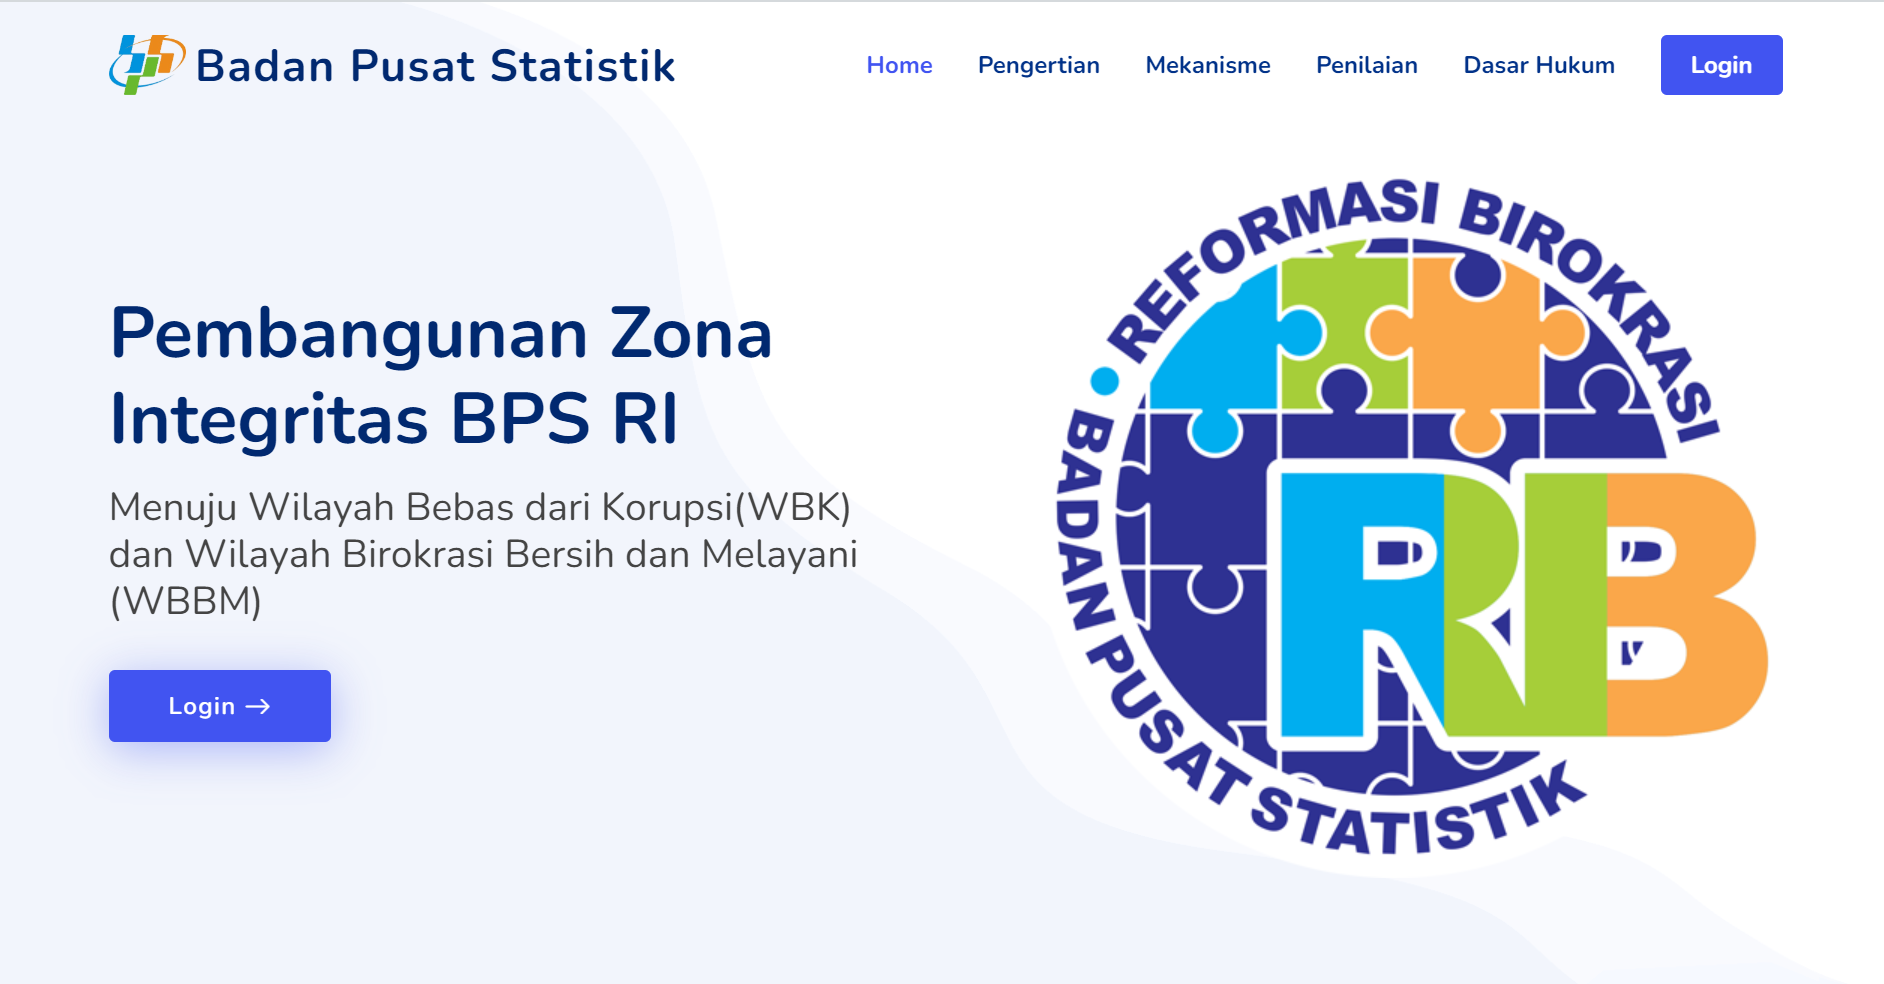 Badan Pusat Statistik
Home Pengertian Mekanisme Penilaian Dasar Hukum Login
Pembangunan Zona
Integritas BPS RI
Menuju Wilayah Bebas dari Korupsi(WBK)
dan Wilayah Birokrasi Bersih dan Melayani
(WBBM)
Login →
REFORMASI BIROKRASI
BADAN PUSAT STATISTIK
RB